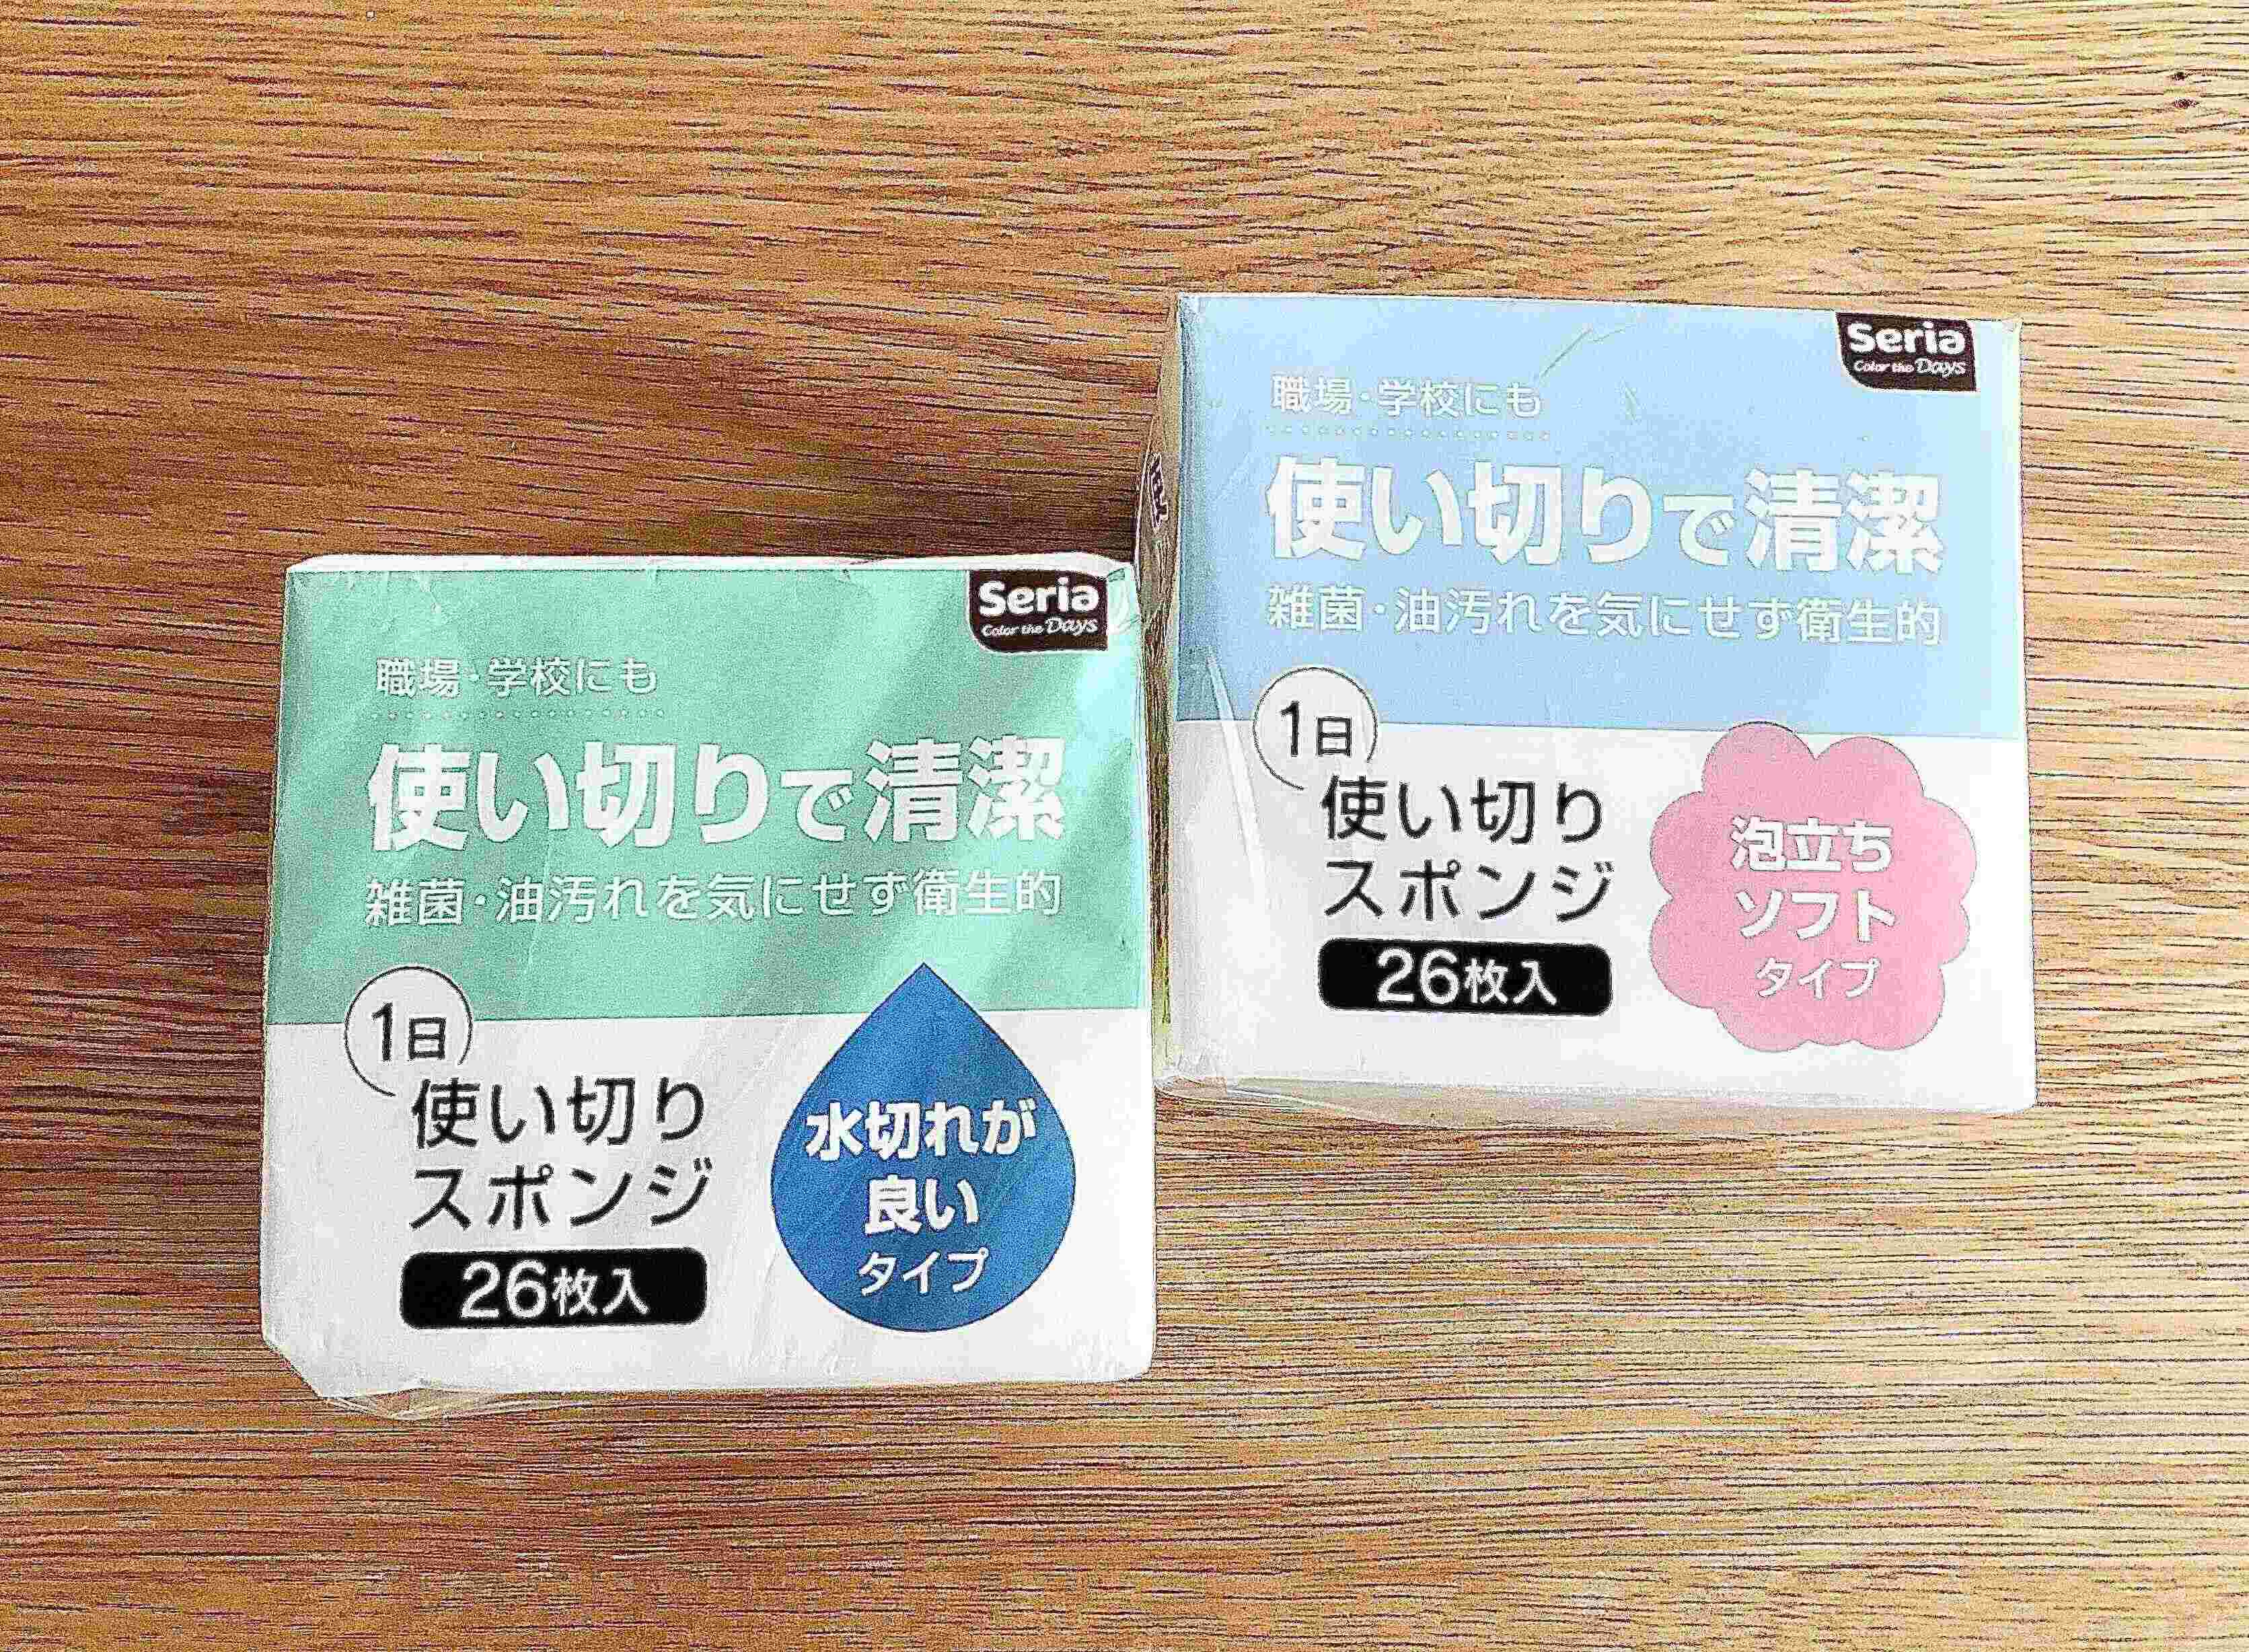 Seria
Color the Days
職場・学校にも
使い切りで清潔
雑菌・油汚れを気にせず衛生的
1日
使い切り
スポンジ
26枚入
水切れが
良い
タイプ
Seria
Color the Days
職場・学校にも
使い切りで清潔
雑菌・油汚れを気にせず衛生的
1日
使い切り
スポンジ
26枚入
泡立ち
ソフト
タイプ